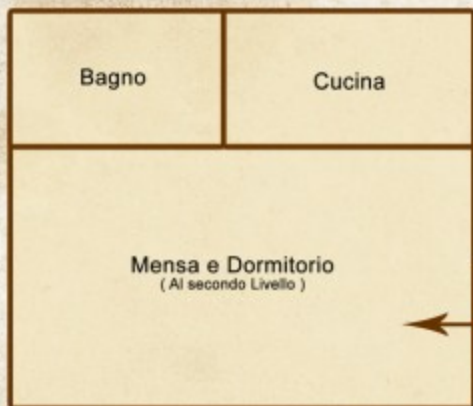 Bagno
Cucina
Mensa e Dormitorio
( Al secondo Livello )